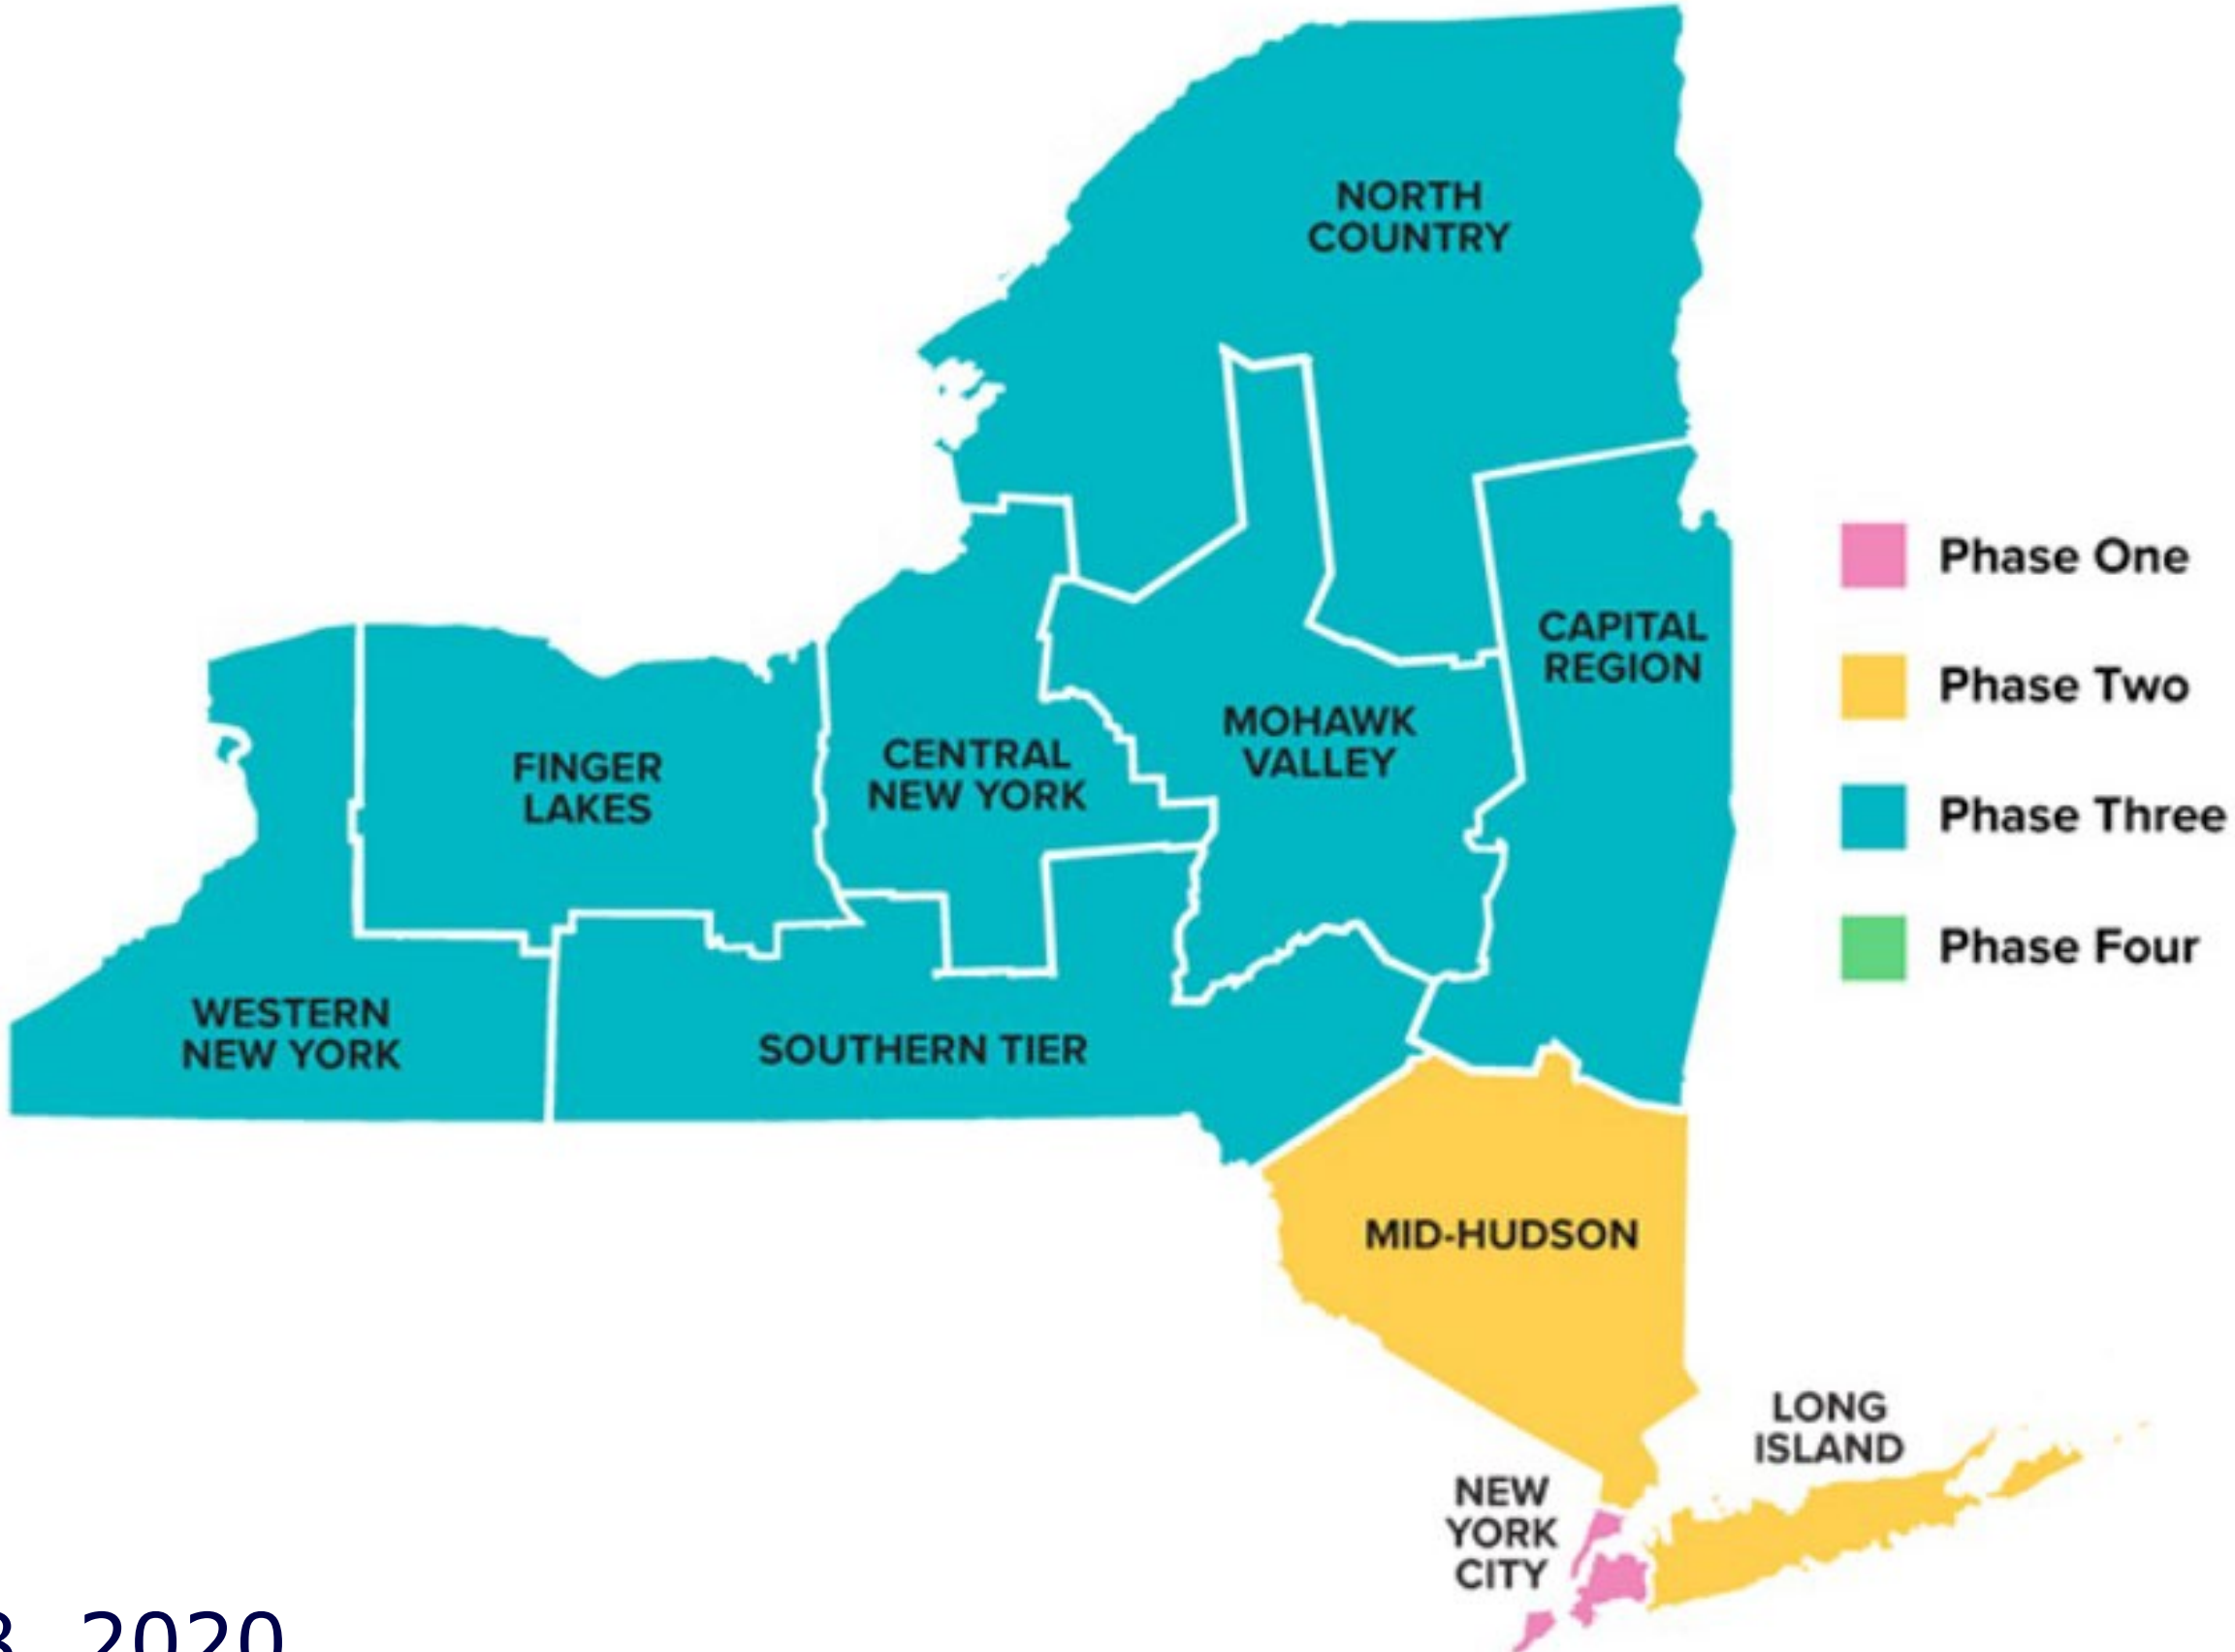 NORTH
COUNTRY
CAPITAL
REGION
MOHAWK
VALLEY
CENTRAL
NEW YORK
FINGER
LAKES
WESTERN
NEW YORK
SOUTHERN TIER
MID-HUDSON
LONG
ISLAND
NEW
YORK
CITY
Phase One
Phase Two
Phase Three
Phase Four
2020